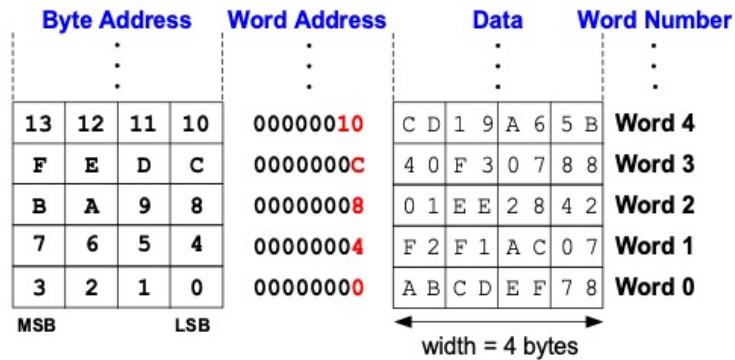 Byte Address Word Address Data Word Number
13 12 11 10 00000010 C D 1 9 A 6 5 B Word 4
F E D C 0000000C 4 0 F 3 0 7 8 8 Word 3
B A 9 8 00000008 0 1 E E 2 8 4 2 Word 2
7 6 5 4 00000004 F 2 F 1 A C 0 7 Word 1
3 2 1 0 00000000 A B C D E F 7 8 Word 0
MSB LSB
width = 4 bytes